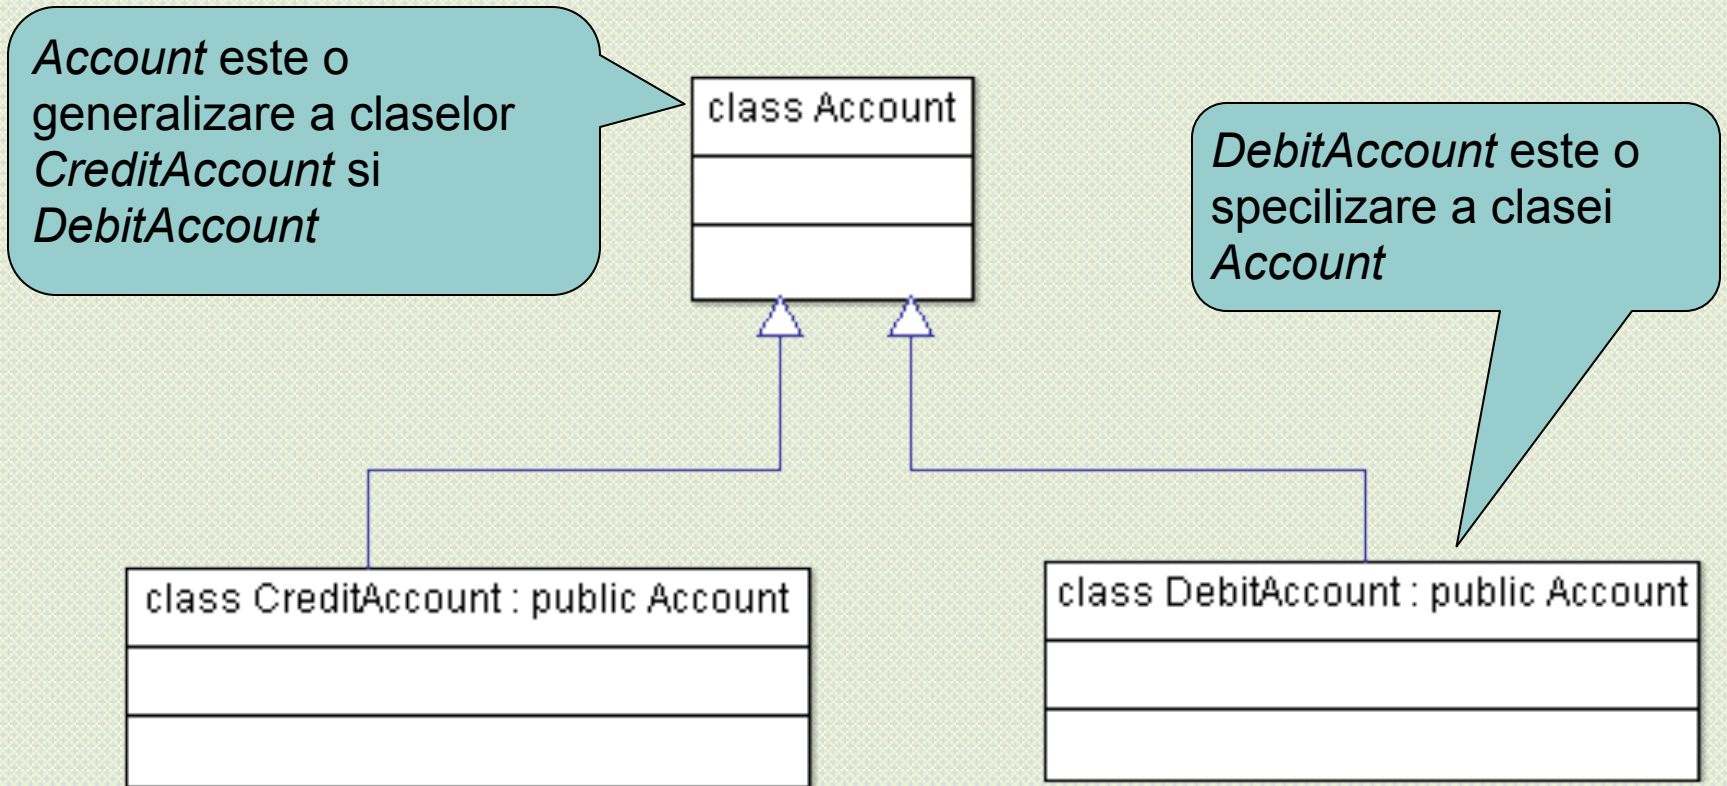 Account este o
generalizare a claselor
CreditAccount si
DebitAccount
class Account
DebitAccount este o
specilizare a clasei
Account
class CreditAccount : public Account
class DebitAccount : public Account